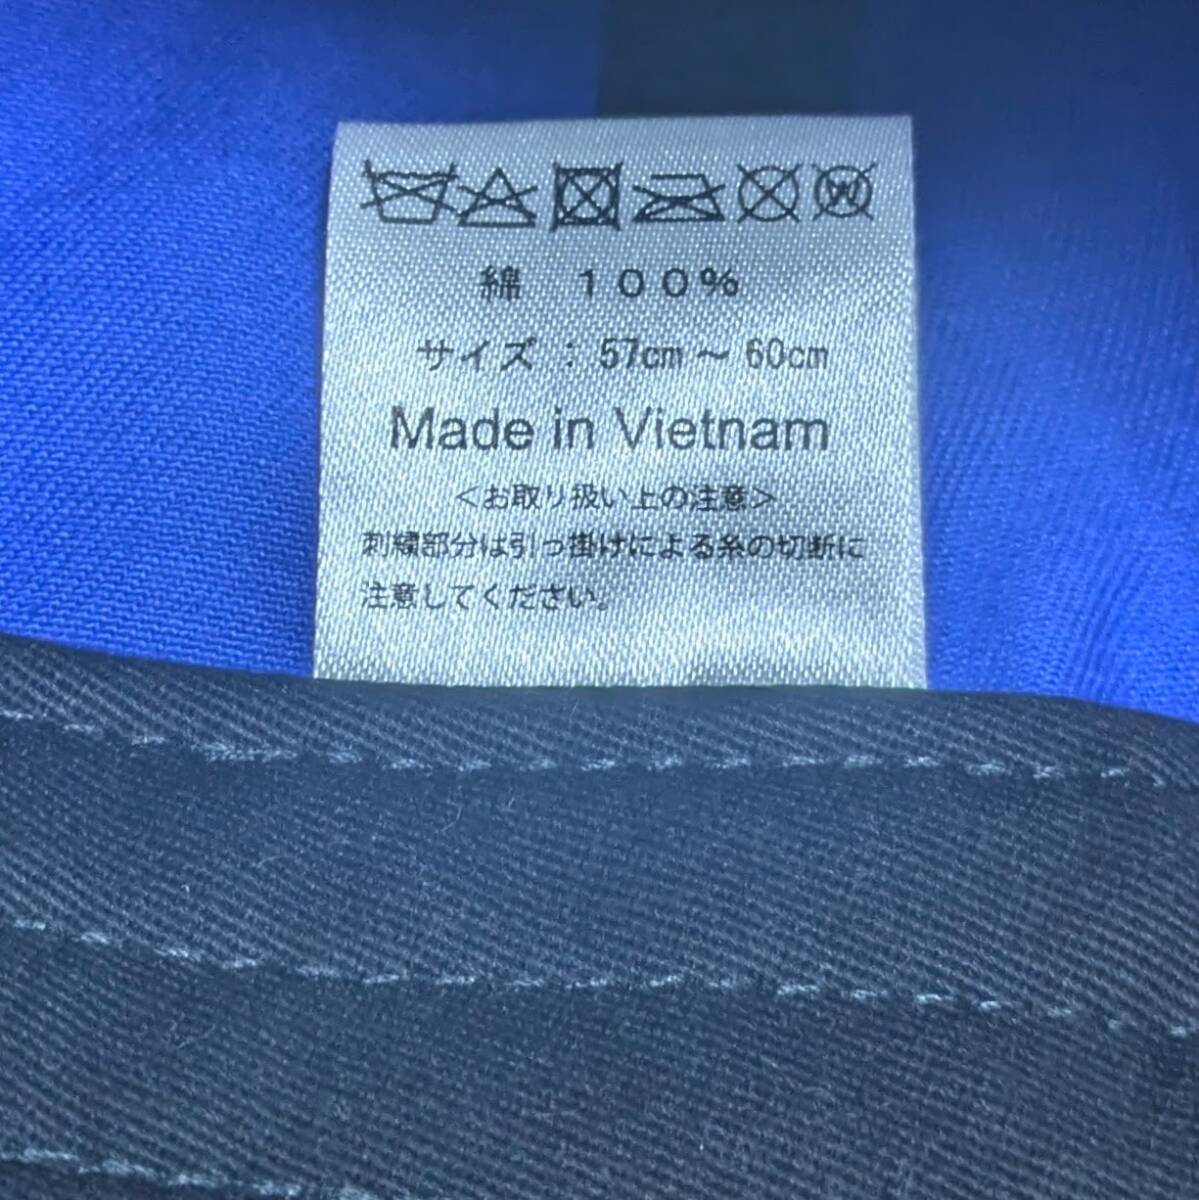 綿 100%
サイズ : 57cm ~ 60cm
Made in Vietnam
<お取り扱い上の注意>
刺繍部分は引っ掛けによる糸の切断に
注意してください。